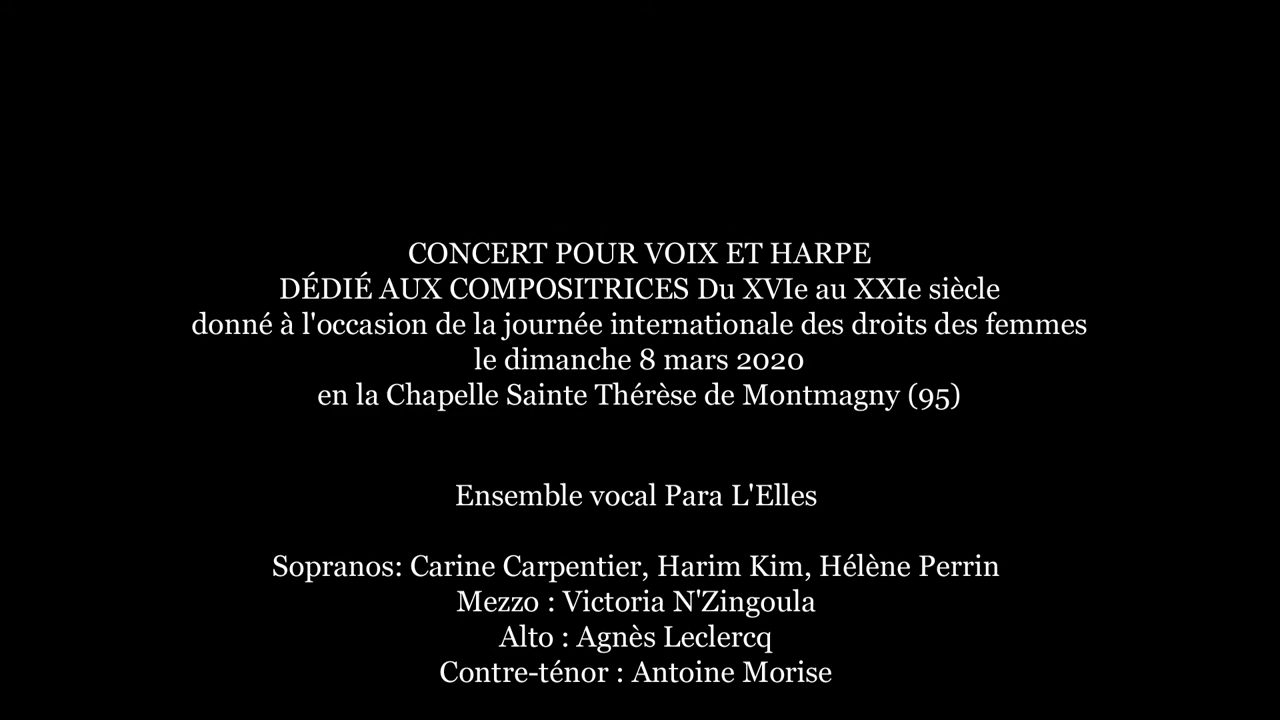 CONCERT POUR VOIX ET HARPE
DÉDIÉ AUX COMPOSITRICES Du XVIe au XXIe siècle
donné à l'occasion de la journée internationale des droits des femmes
le dimanche 8 mars 2020
en la Chapelle Sainte Thérèse de Montmagny (95)
Ensemble vocal Para L'Elles
Sopranos: Carine Carpentier, Harim Kim, Hélène Perrin
Mezzo : Victoria N'Zingoula
Alto : Agnès Leclercq
Contre-ténor : Antoine Morise